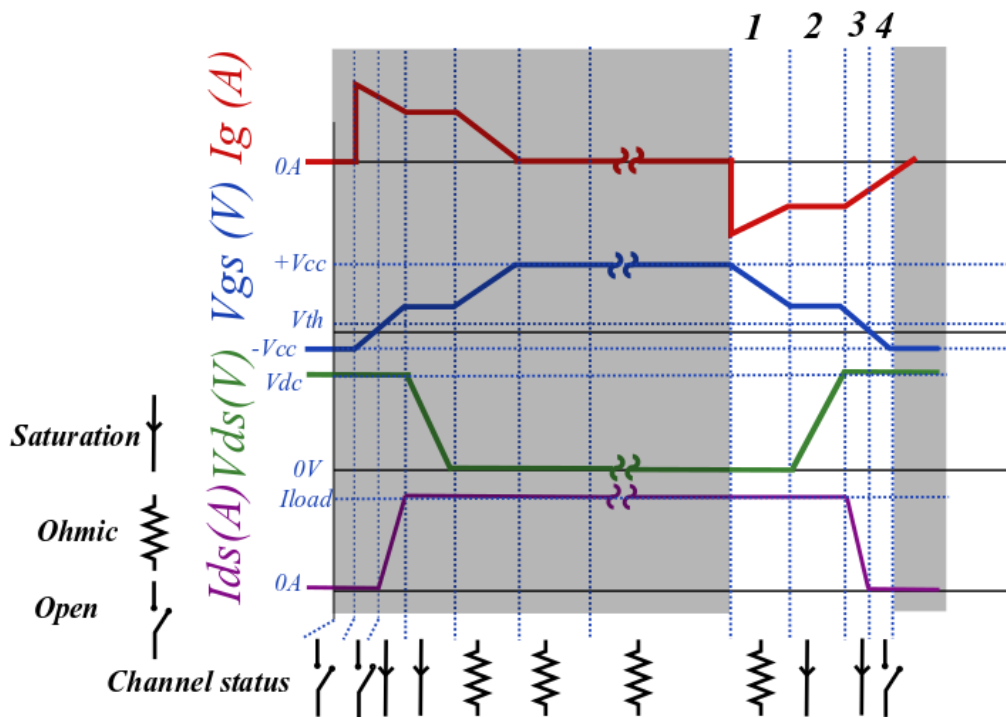 1 2 3 4
Ig (A)
0A
Vgs (V)
+Vcc
Vth
-Vcc
Vds(V)
Vdc
0V
Ids(A)
Iload
0A
Saturation
Ohmic
Open
Channel status